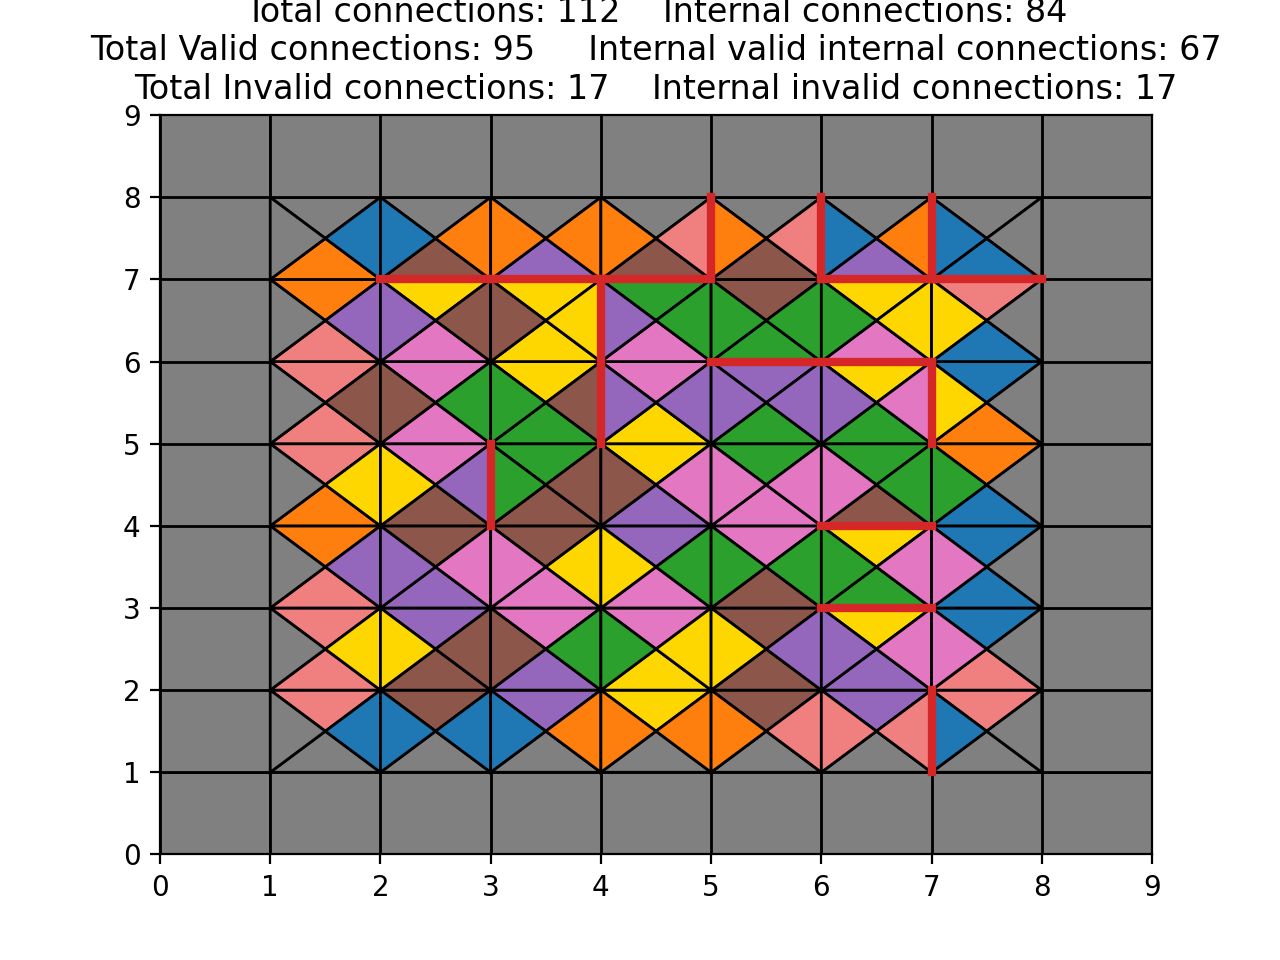 Total connections: 112    Internal connections: 84
Total Valid connections: 95    Internal valid internal connections: 67
Total Invalid connections: 17    Internal invalid connections: 17
9
8
7
6
5
4
3
2
1
0
0 1 2 3 4 5 6 7 8 9